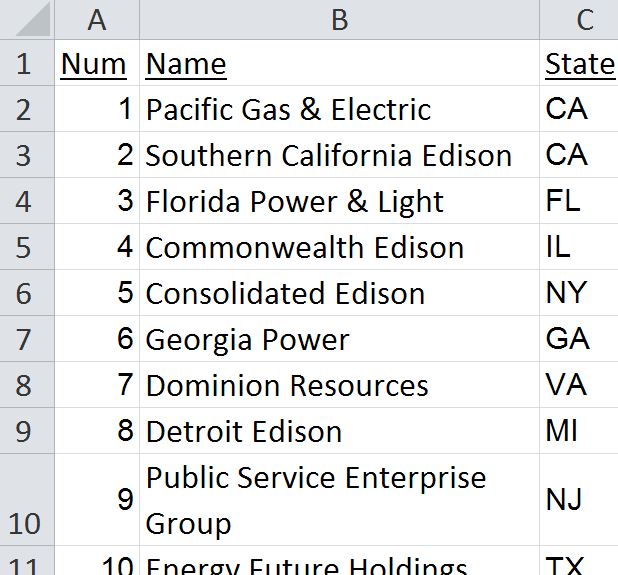 A B C
1 Num Name State
2 1 Pacific Gas & Electric CA
3 2 Southern California Edison CA
4 3 Florida Power & Light FL
5 4 Commonwealth Edison IL
6 5 Consolidated Edison NY
7 6 Georgia Power GA
8 7 Dominion Resources VA
9 8 Detroit Edison MI
10 9 Public Service Enterprise NJ
Group
11 10 Energy Future Holdings TX